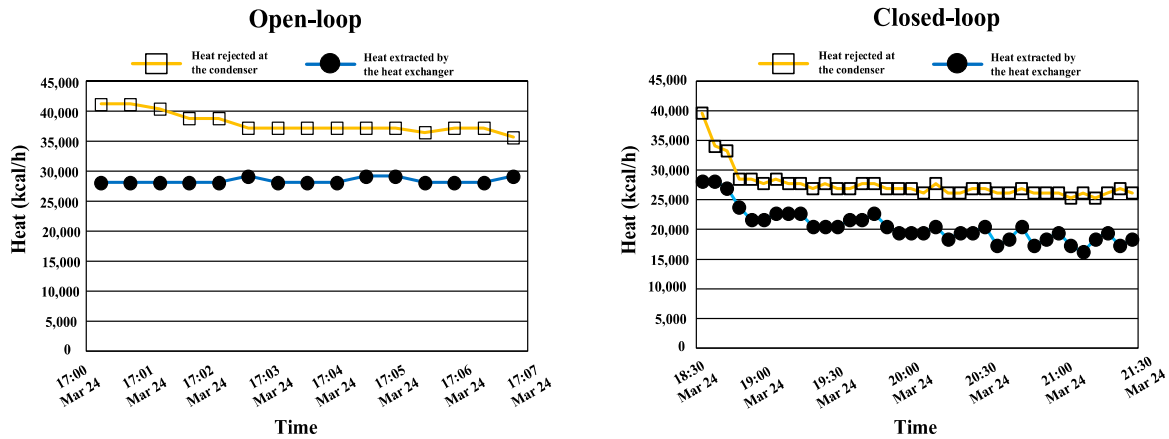 Open-loop
Heat rejected at
the condenser
Heat extracted by
the heat exchanger
45,000
40,000
35,000
30,000
25,000
20,000
15,000
10,000
5,000
0
Heat (kcal/h)
17:00
Mar 24
17:01
Mar 24
17:02
Mar 24
17:03
Mar 24
17:04
Mar 24
17:05
Mar 24
17:06
Mar 24
17:07
Mar 24
Time
Closed-loop
Heat rejected at
the condenser
Heat extracted by
the heat exchanger
45,000
40,000
35,000
30,000
25,000
20,000
15,000
10,000
5,000
0
Heat (kcal/h)
18:30
Mar 24
19:00
Mar 24
19:30
Mar 24
20:00
Mar 24
20:30
Mar 24
21:00
Mar 24
21:30
Mar 24
Time